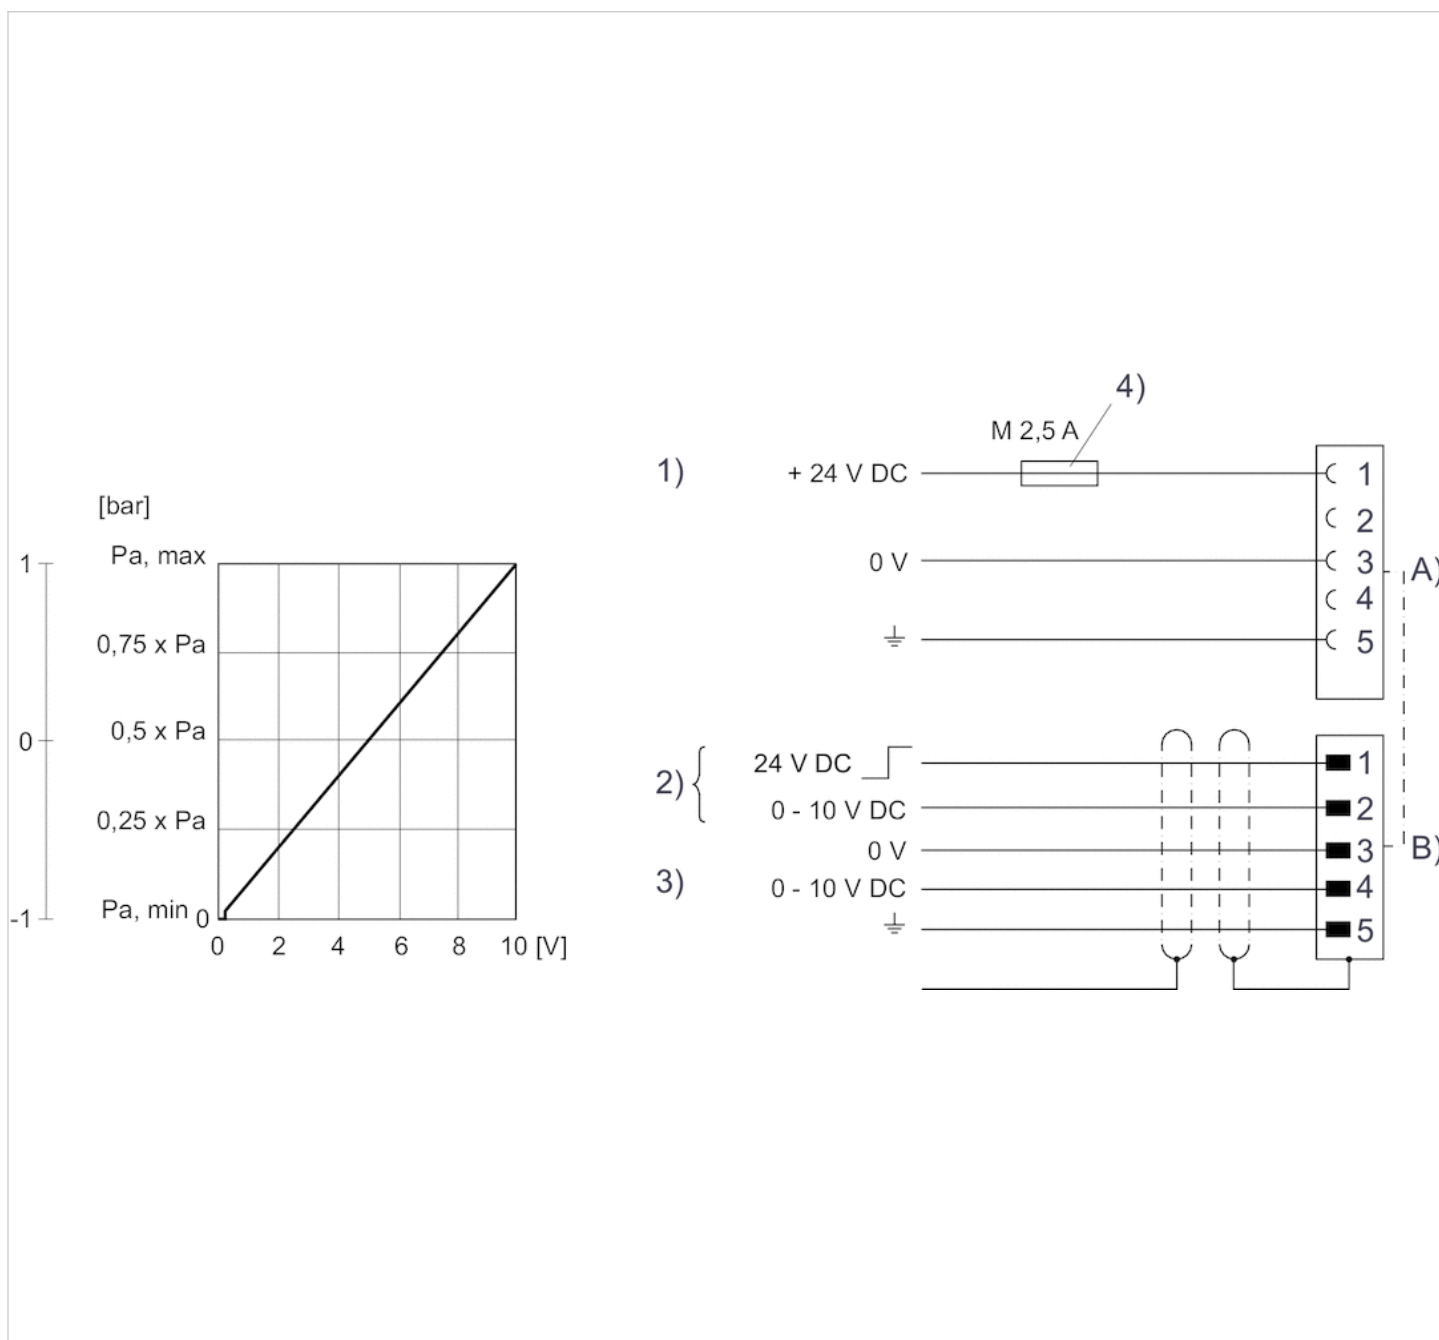 [bar]
1
Pa, max
0,75 x Pa
0,5 x Pa
0
0,25 x Pa
Pa, min 0
-1
0 2 4 6 8 10 [V]
4)
M 2,5 A
1) + 24 V DC 1
2
0 V 3
A)
4
5
2) 24 V DC 1
0 - 10 V DC 2
0 V 3
B)
3) 0 - 10 V DC 4
5